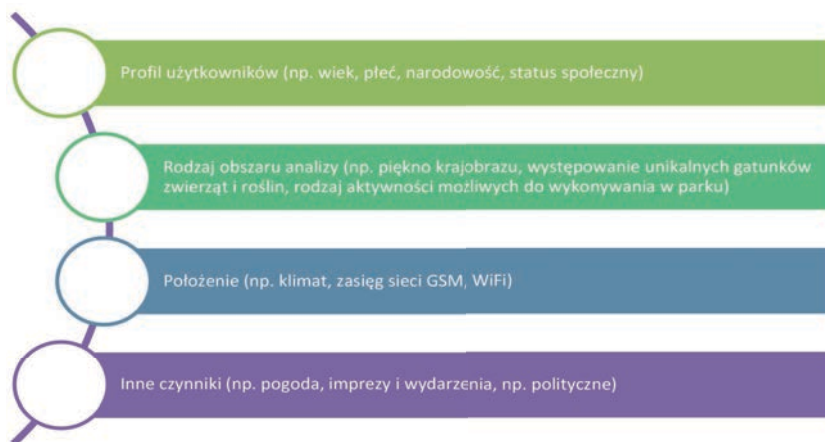 Profil użytkowników (np. wiek, płeć, narodowość, status społeczny)
Rodzaj obszaru analizy (np. piękno krajobrazu, występowanie unikalnych gatunków
zwierząt i roślin, rodzaj aktywności możliwych do wykonywania w parku)
Położenie (np. klimat, zasięg sieci GSM, WiFi)
Inne czynniki (np. pogoda, imprezy i wydarzenia, np. polityczne)